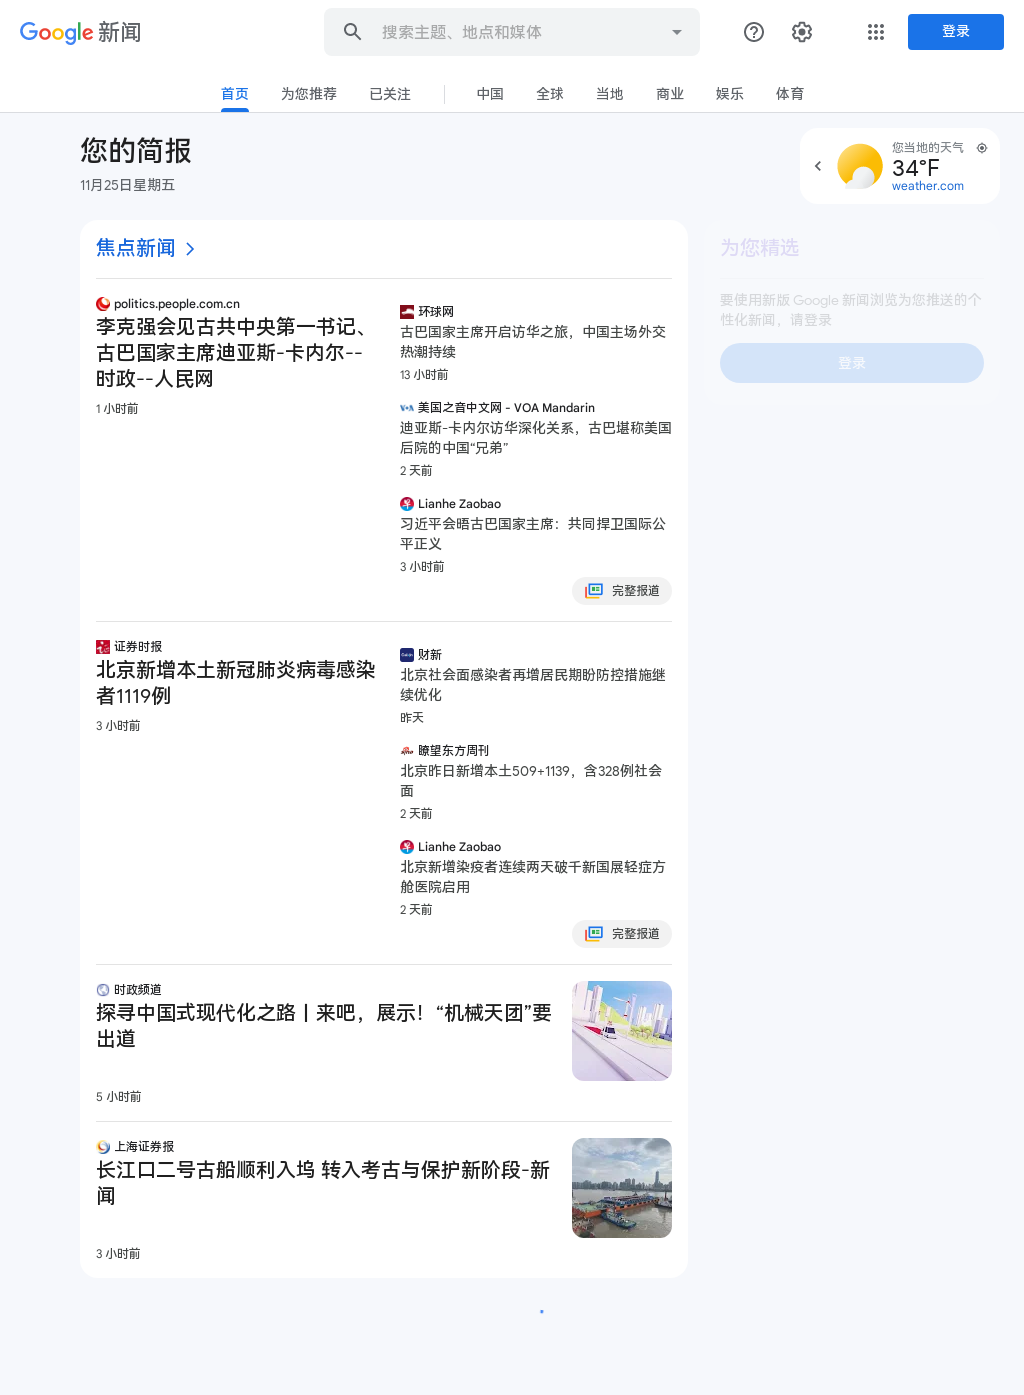 Google 新闻
搜索主题、地点和媒体
登录
首页
为您推荐
已关注
中国
全球
当地
商业
娱乐
体育
您的简报
11月25日星期五
您当地的天气
34°F
weather.com
焦点新闻
politics.people.com.cn
李克强会见古共中央第一书记、
古巴国家主席迪亚斯-卡内尔--
时政--人民网
1 小时前
环球网
古巴国家主席开启访华之旅，中国主场外交
热潮持续
13 小时前
美国之音中文网 - VOA Mandarin
迪亚斯-卡内尔访华深化关系，古巴堪称美国
后院的中国“兄弟”
2 天前
Lianhe Zaobao
习近平会晤古巴国家主席：共同捍卫国际公
平正义
3 小时前
完整报道
证券时报
北京新增本土新冠肺炎病毒感染
者1119例
3 小时前
财新
北京社会面感染者再增居民期盼防控措施继
续优化
昨天
瞭望东方周刊
北京昨日新增本土509+1139，含328例社会
面
2 天前
Lianhe Zaobao
北京新增染疫者连续两天破千新国展轻症方
舱医院启用
2 天前
完整报道
时政频道
探寻中国式现代化之路丨来吧，展示！“机械天团”要
出道
5 小时前
上海证券报
长江口二号古船顺利入坞 转入考古与保护新阶段-新
闻
3 小时前
为您精选
要使用新版 Google 新闻浏览为您推送的个
性化新闻，请登录
登录